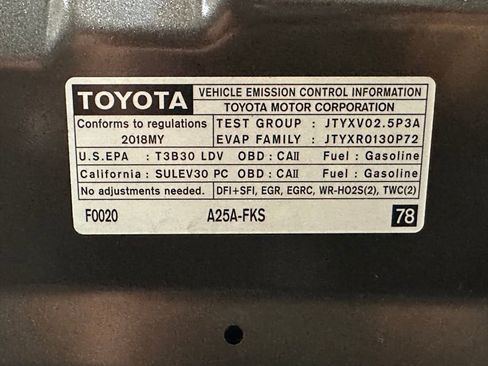 TOYOTA VEHICLE EMISSION CONTROL INFORMATION
TOYOTA MOTOR CORPORATION
Conforms to regulations TEST GROUP : JTYXV02.5P3A
2018MY EVAP FAMILY : JTYXR0130P72
U.S.EPA : T3B30 LDV OBD : CAII Fuel : Gasoline
California : SULEV30 PC OBD : CAII Fuel : Gasoline
No adjustments needed. DFI+SFI, EGR, EGRC, WR-HO2S(2), TWC(2)
F0020 A25A-FKS 78